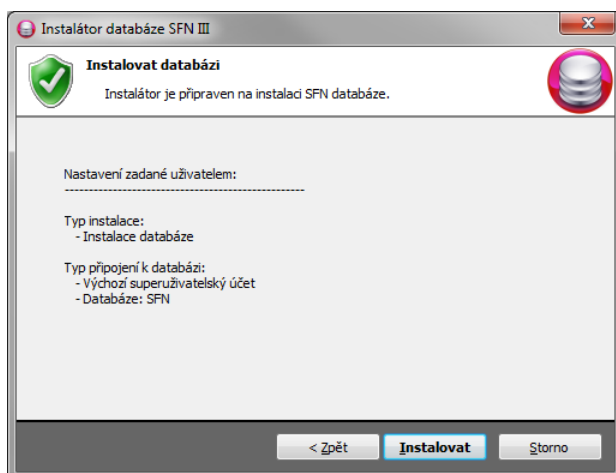 Instalátor databáze SFN III
Instalovat databázi
Instalátor je připraven na instalaci SFN databáze.
Nastavení zadané uživatelem:
-----------------------------------------------------
Typ instalace:
- Instalace databáze
Typ připojení k databázi:
- Výchozí superuživatelský účet
- Databáze: SFN
< Zpět
Instalovat
Storno